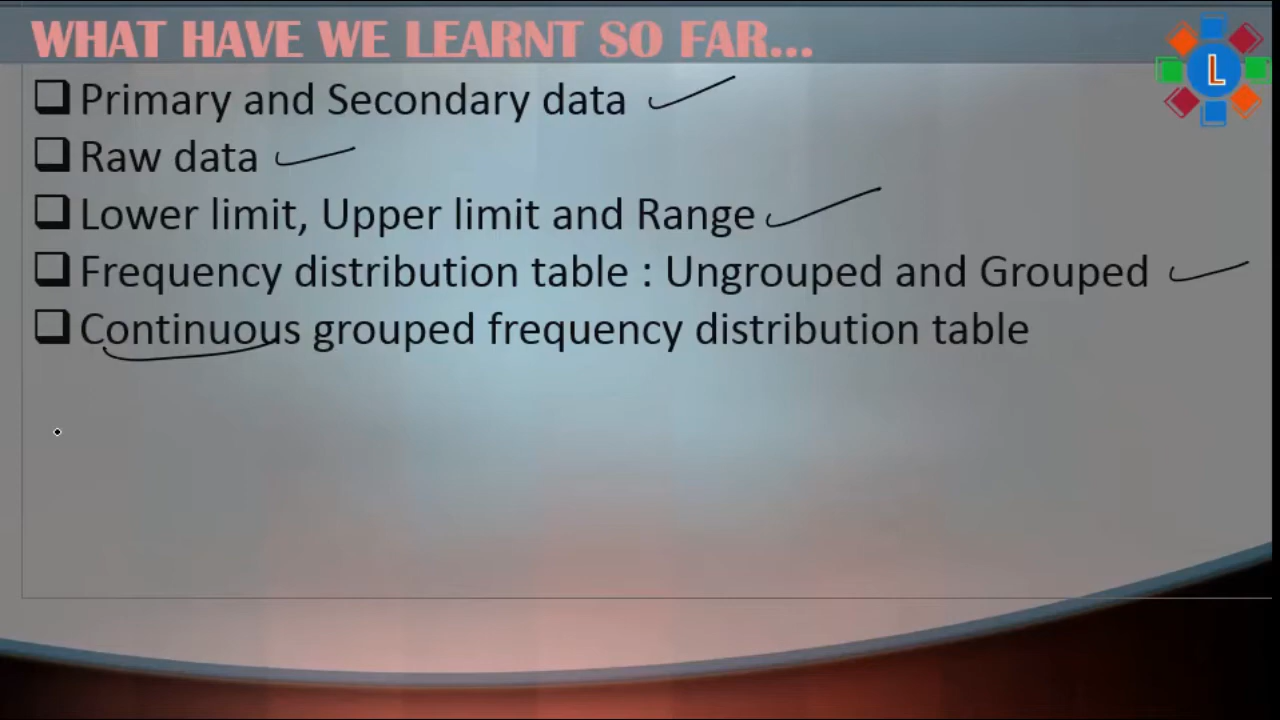 WHAT HAVE WE LEARNT SO FAR...
L
Primary and Secondary data
Raw data
Lower limit, Upper limit and Range
Frequency distribution table : Ungrouped and Grouped
Continuous grouped frequency distribution table